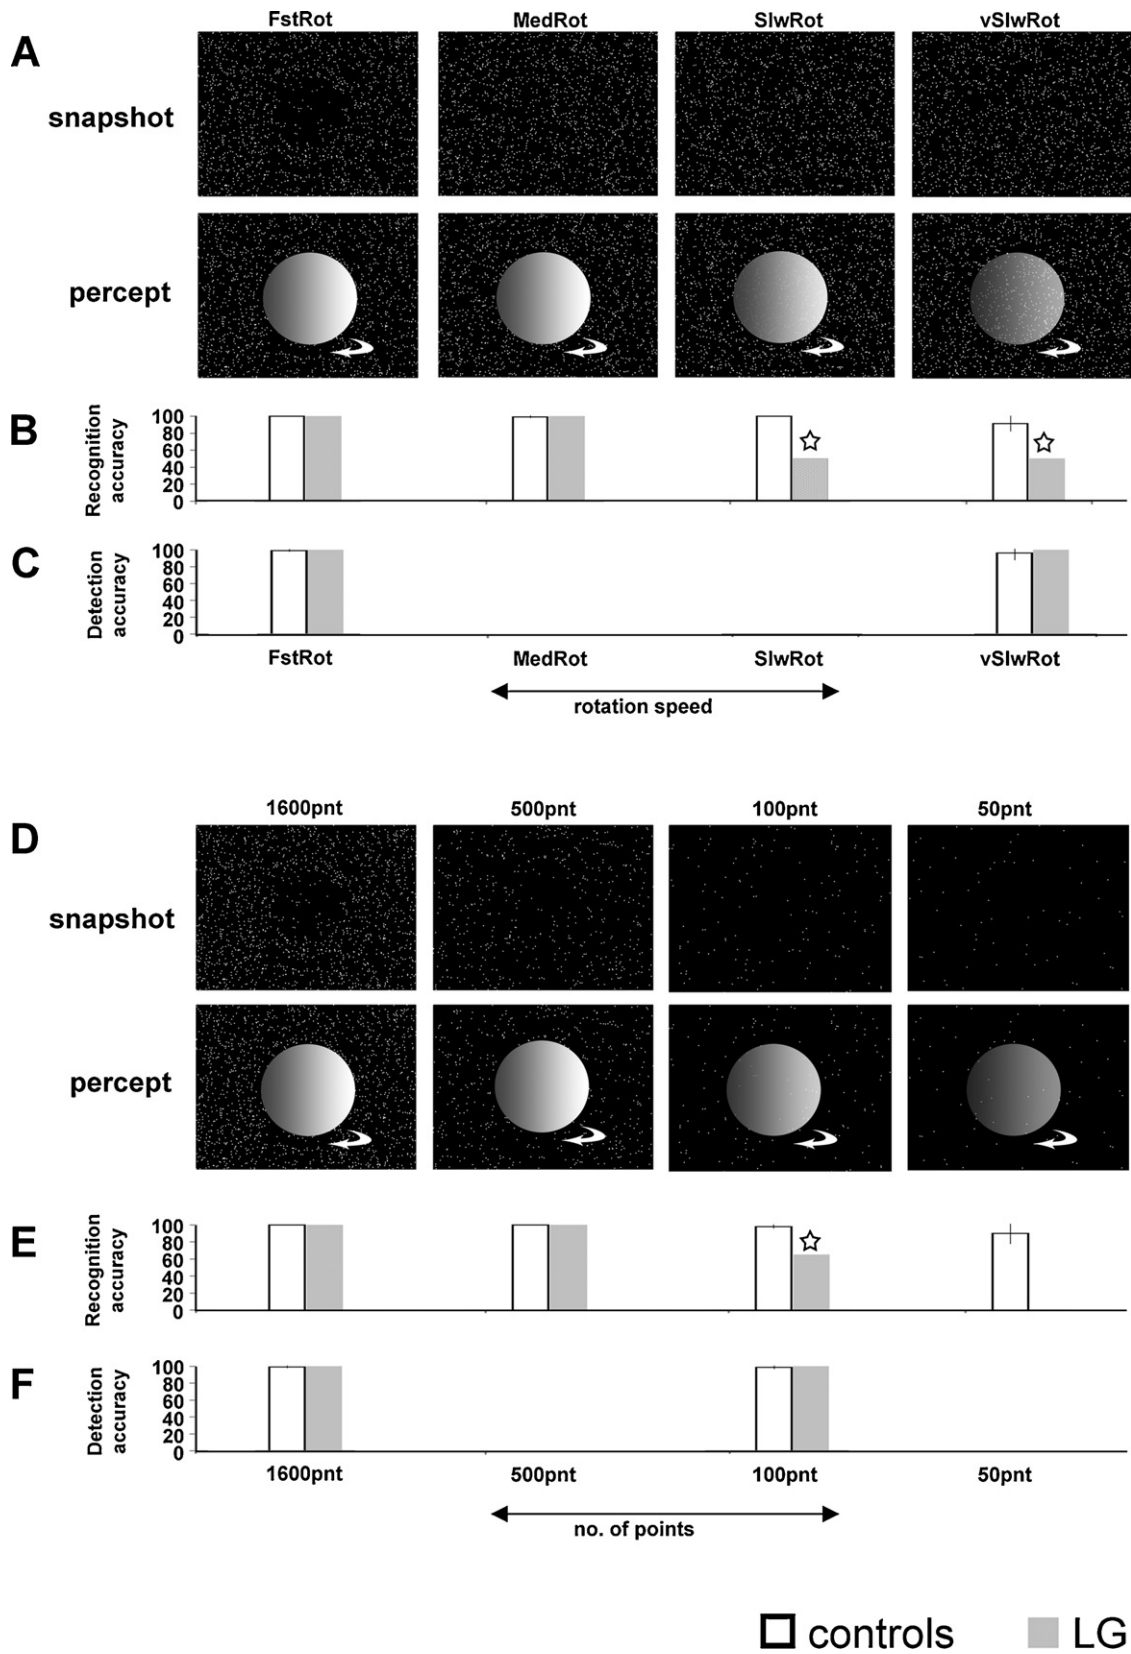 A
FstRot MedRot SlwRot vSlwRot
snapshot
percept
B
Recognition
accuracy
100
80
60
40
20
0
C
Detection
accuracy
100
80
60
40
20
0
FstRot MedRot SlwRot vSlwRot
rotation speed
D
1600pnt 500pnt 100pnt 50pnt
snapshot
percept
E
Recognition
accuracy
100
80
60
40
20
0
F
Detection
accuracy
100
80
60
40
20
0
1600pnt 500pnt 100pnt 50pnt
no. of points
controls LG